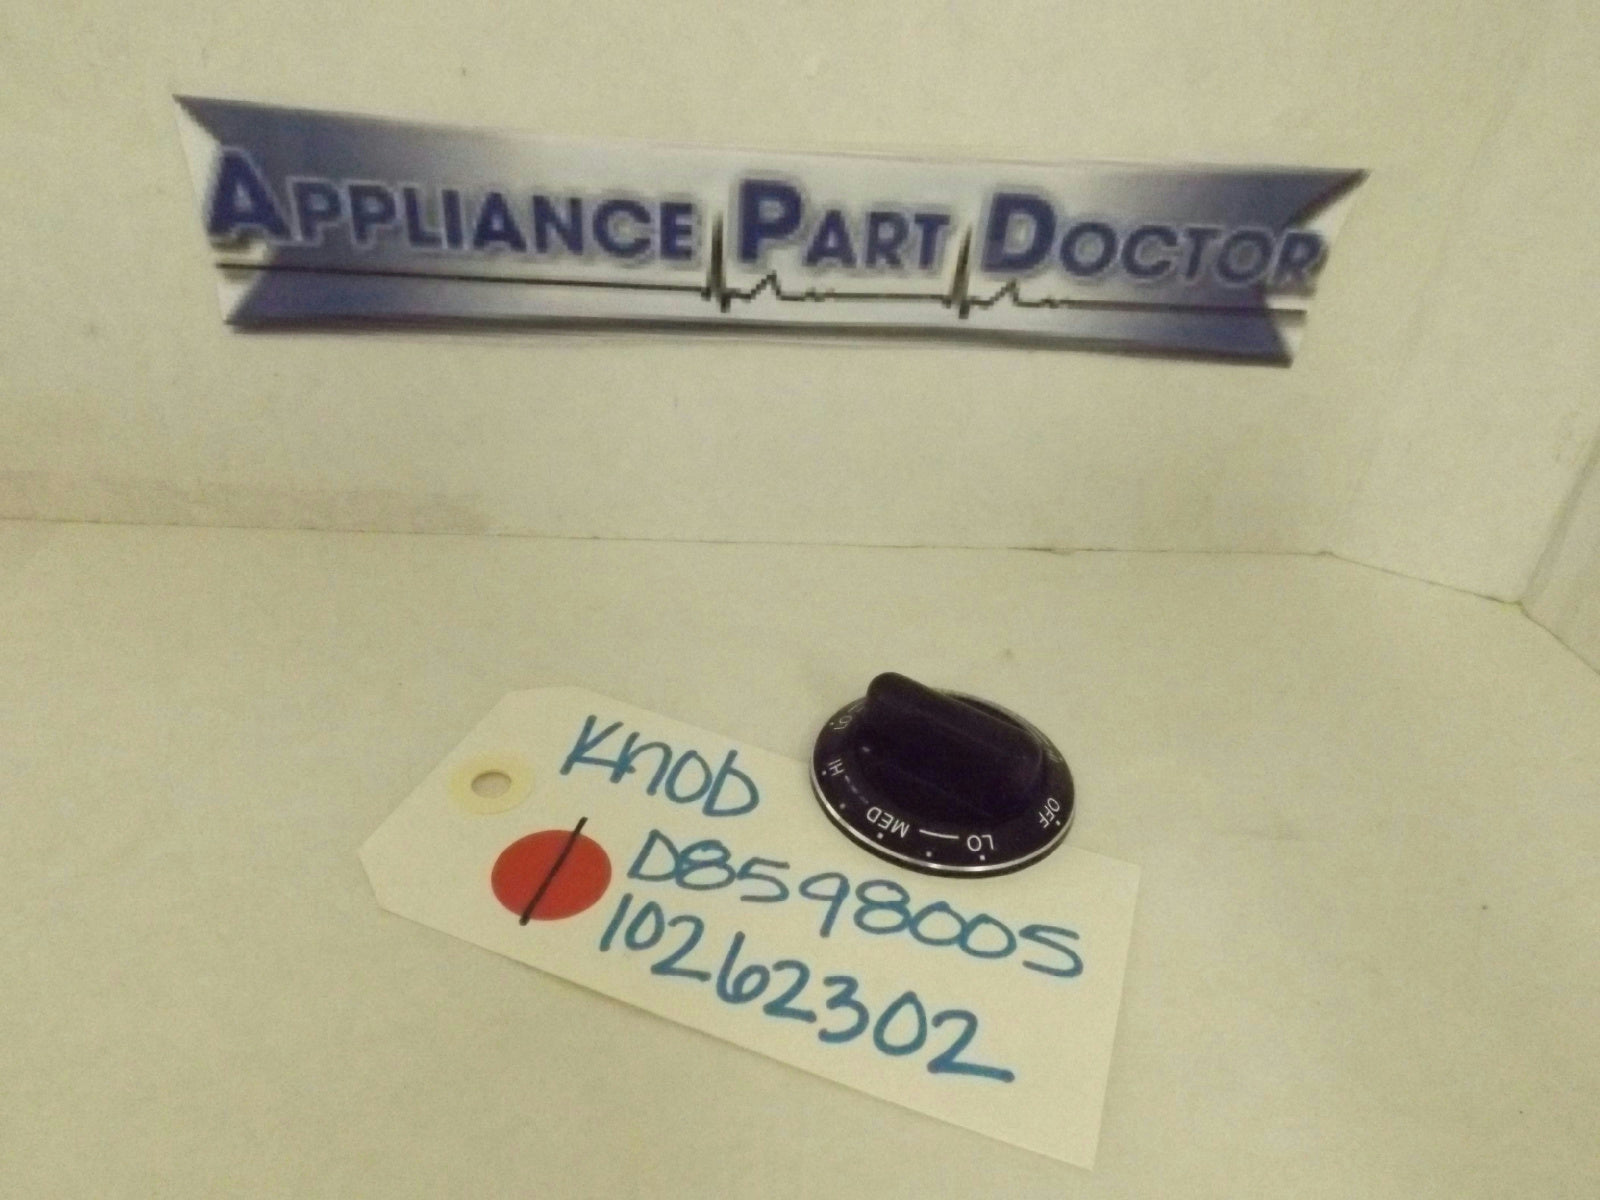 APPLIANCE PART DOCTOR
Knob
D8598005
10262302
HI
MED
LO
OFF